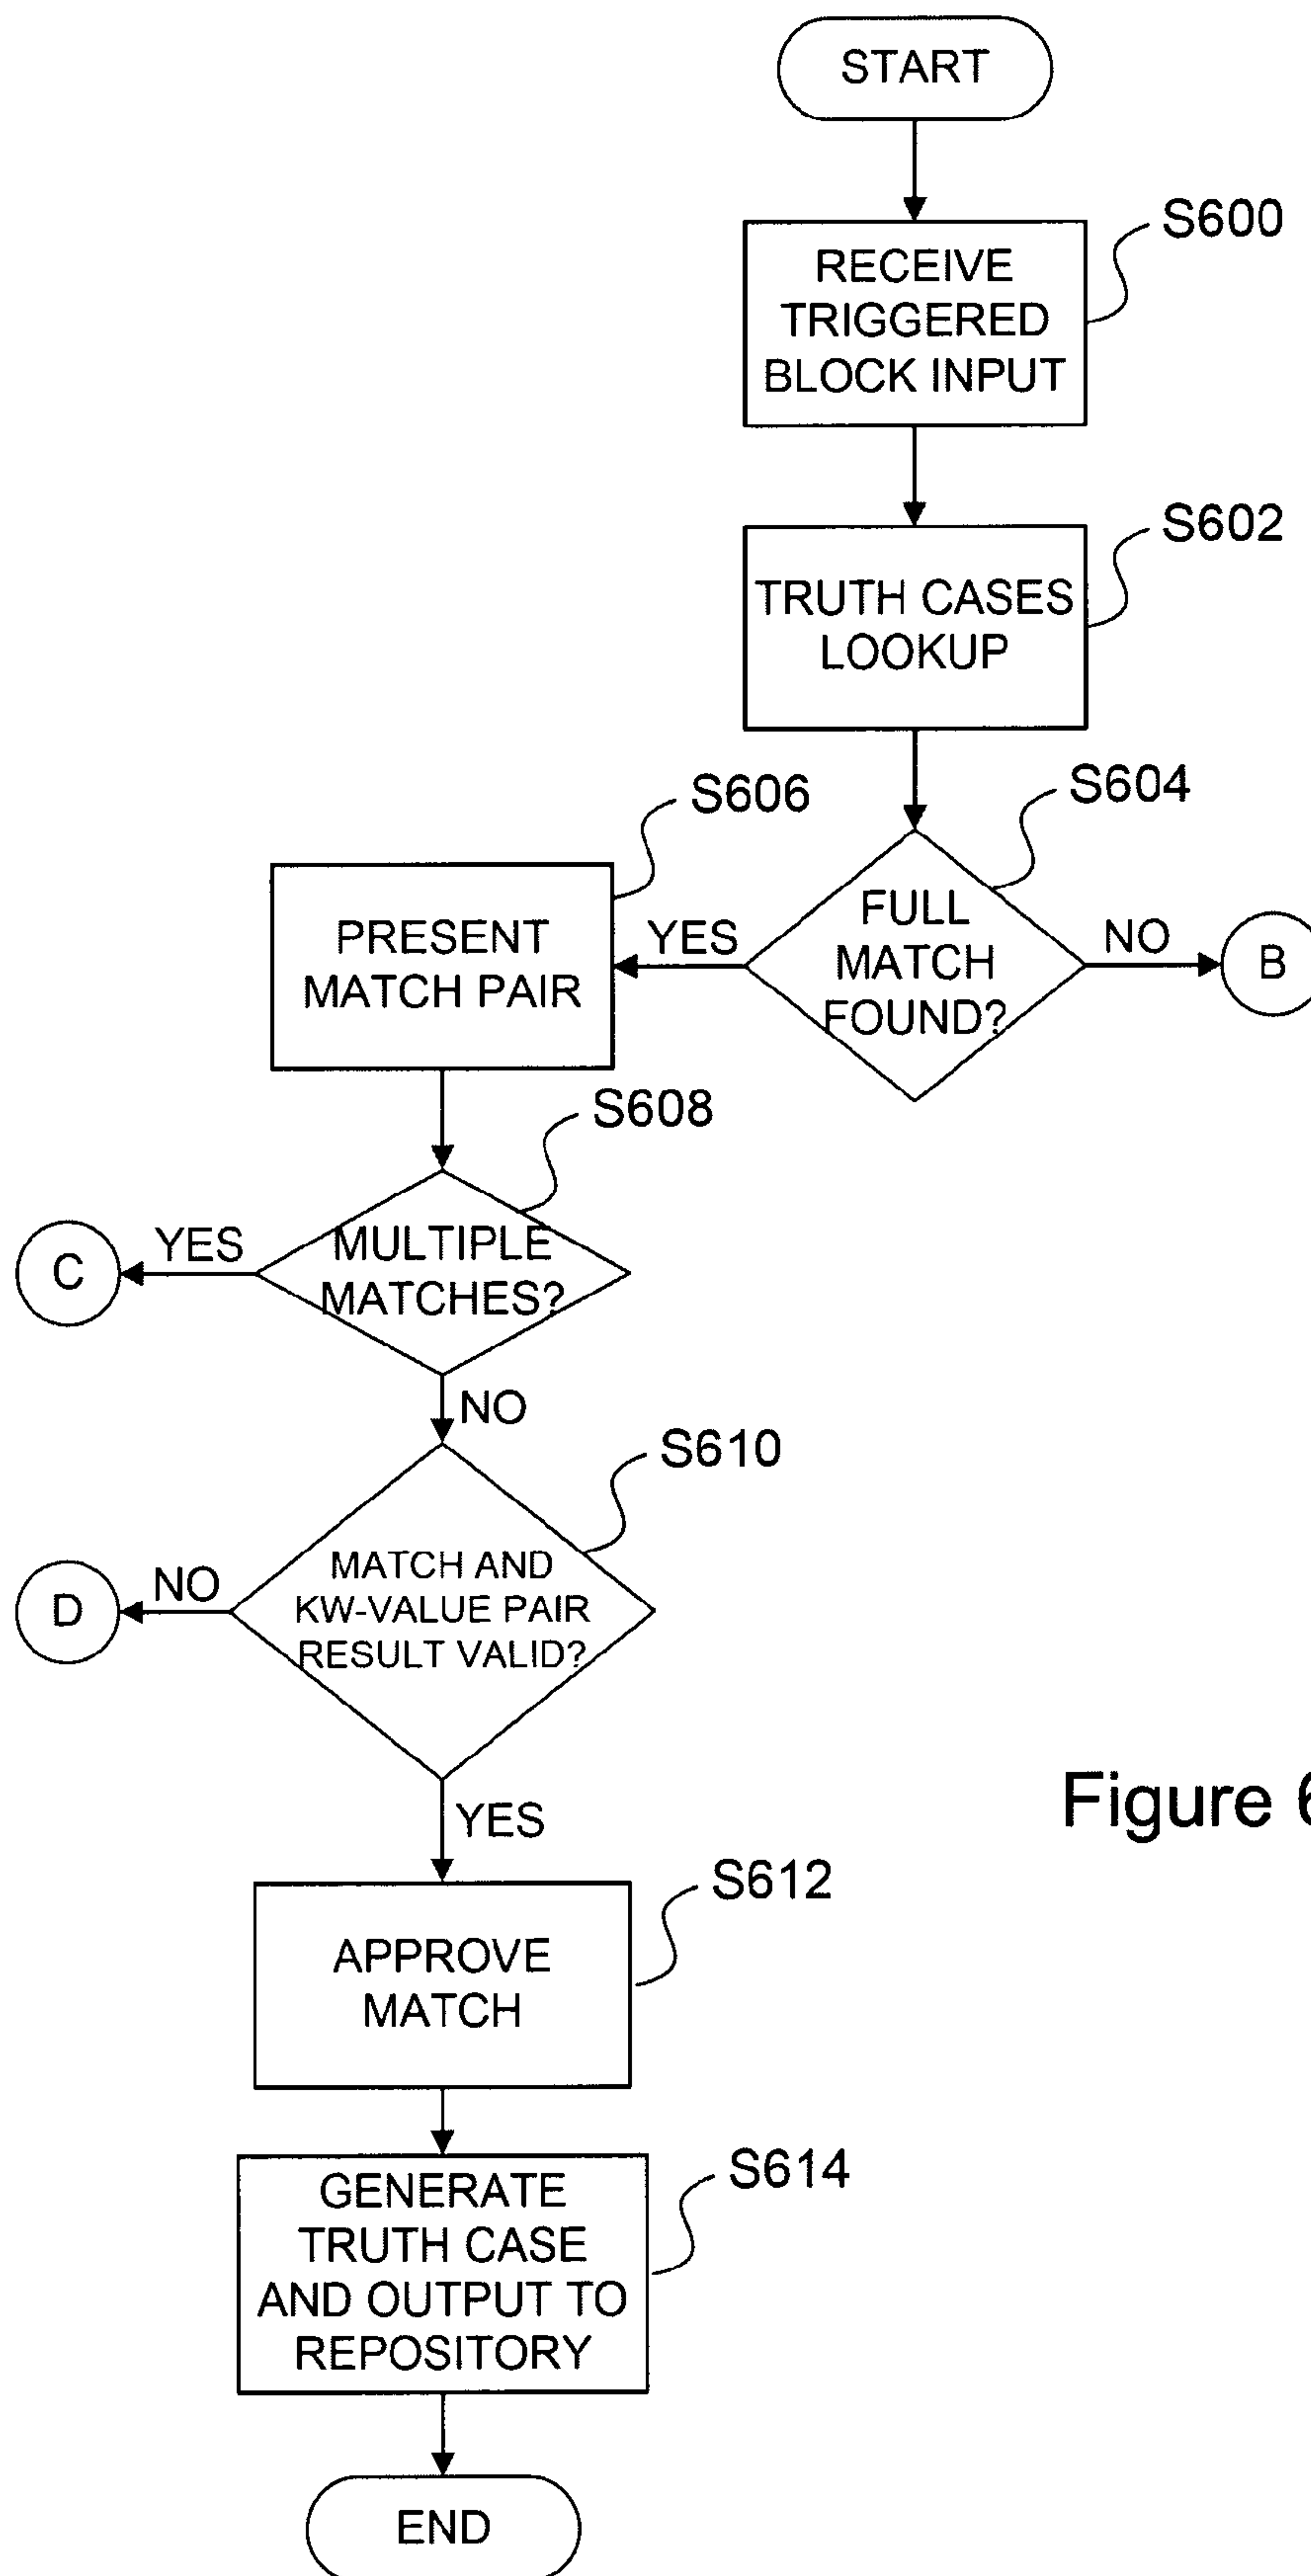 START
S600
RECEIVE
TRIGGERED
BLOCK INPUT
S602
TRUTH CASES
LOOKUP
S604
FULL
MATCH
FOUND?
NO
B
YES
S606
PRESENT
MATCH PAIR
S608
MULTIPLE
MATCHES?
YES
C
NO
S610
MATCH AND
KW-VALUE PAIR
RESULT VALID?
NO
D
YES
Figure 6
S612
APPROVE
MATCH
S614
GENERATE
TRUTH CASE
AND OUTPUT TO
REPOSITORY
END